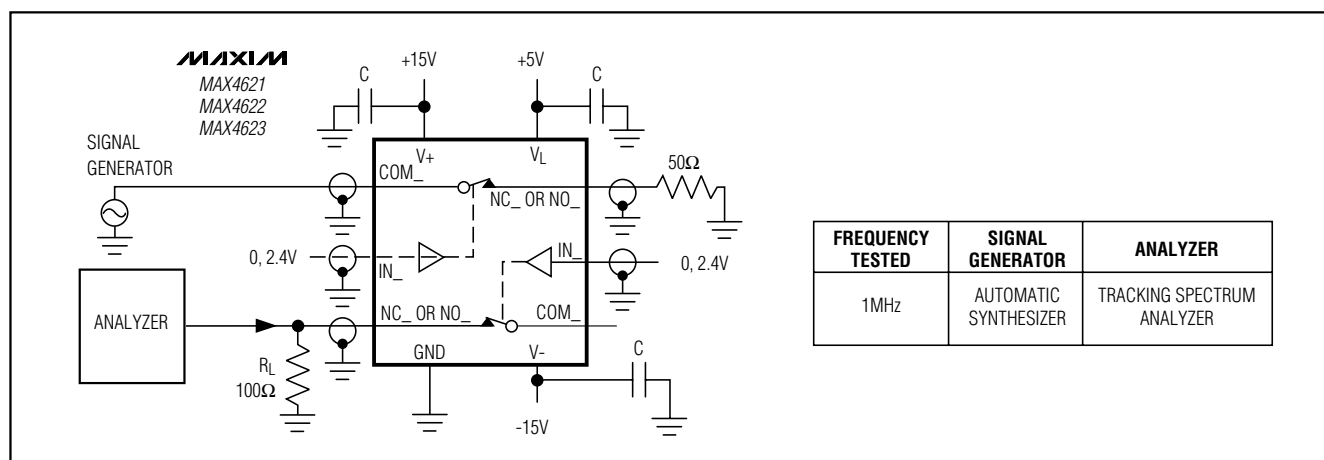 MAXIM
MAX4621
MAX4622
MAX4623
+15V
+5V
C
C
SIGNAL
GENERATOR
V+
VL
50Ω
COM_
NC_ OR NO_
0, 2.4V
IN_
IN_
0, 2.4V
ANALYZER
NC_ OR NO_
COM_
RL
100Ω
GND
V-
C
-15V
FREQUENCY
TESTED
SIGNAL
GENERATOR
ANALYZER
1MHz
AUTOMATIC
SYNTHESIZER
TRACKING SPECTRUM
ANALYZER